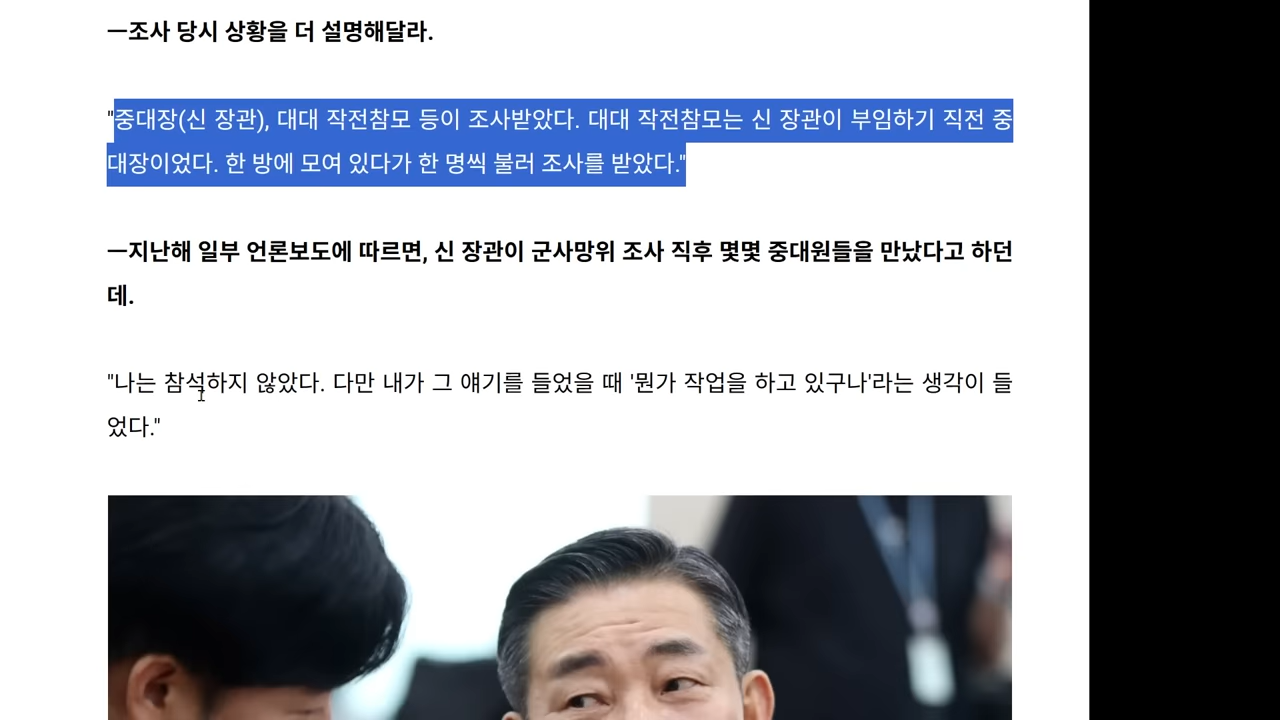 —조사 당시 상황을 더 설명해달라.
"중대장(신 장관), 대대 작전참모 등이 조사받았다. 대대 작전참모는 신 장관이 부임하기 직전 중
대장이었다. 한 방에 모여 있다가 한 명씩 불러 조사를 받았다."
—지난해 일부 언론보도에 따르면, 신 장관이 군사망위 조사 직후 몇몇 중대원들을 만났다고 하던
데.
"나는 참석하지 않았다. 다만 내가 그 얘기를 들었을 때 '뭔가 작업을 하고 있구나'라는 생각이 들
었다."